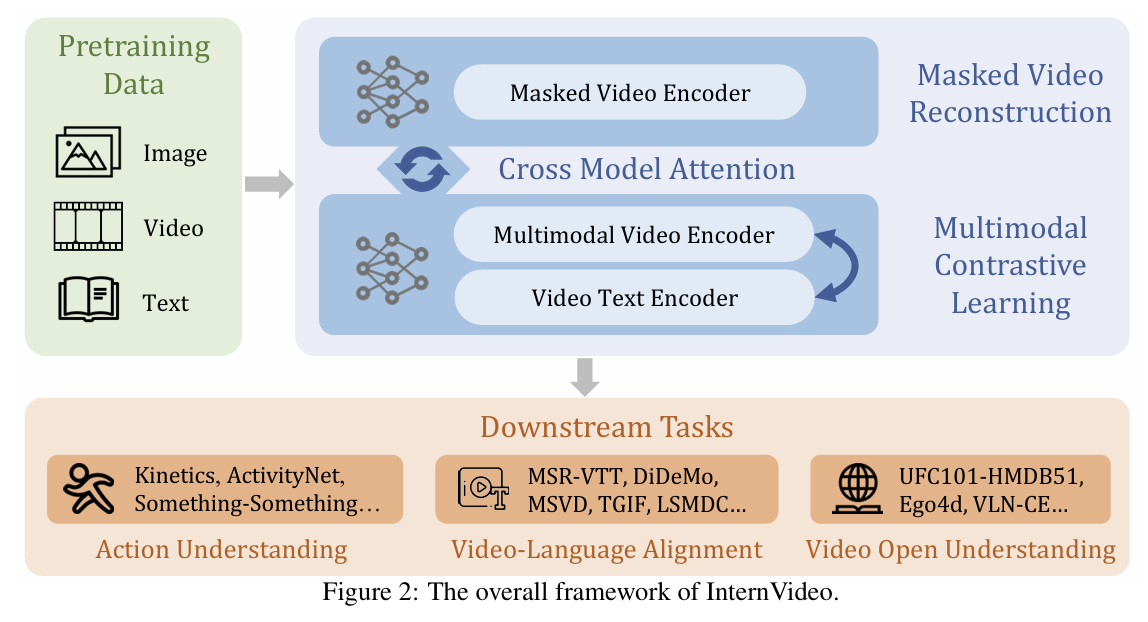 Pretraining
Data
Image
Video
Text
Masked Video Encoder
Masked Video
Reconstruction
Cross Model Attention
Multimodal Video Encoder
Video Text Encoder
Multimodal
Contrastive
Learning
Downstream Tasks
Kinetics, ActivityNet,
Something-Something...
Action Understanding
MSR-VTT, DiDeMo,
MSVD, TGIF, LSMDC...
Video-Language Alignment
UFC101-HMDB51,
Ego4d, VLN-CE...
Video Open Understanding
Figure 2: The overall framework of InternVideo.